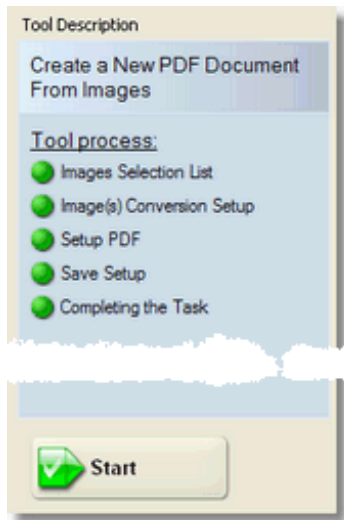 Tool Description
Create a New PDF Document
From Images
Tool process:
Images Selection List
Image(s) Conversion Setup
Setup PDF
Save Setup
Completing the Task
Start